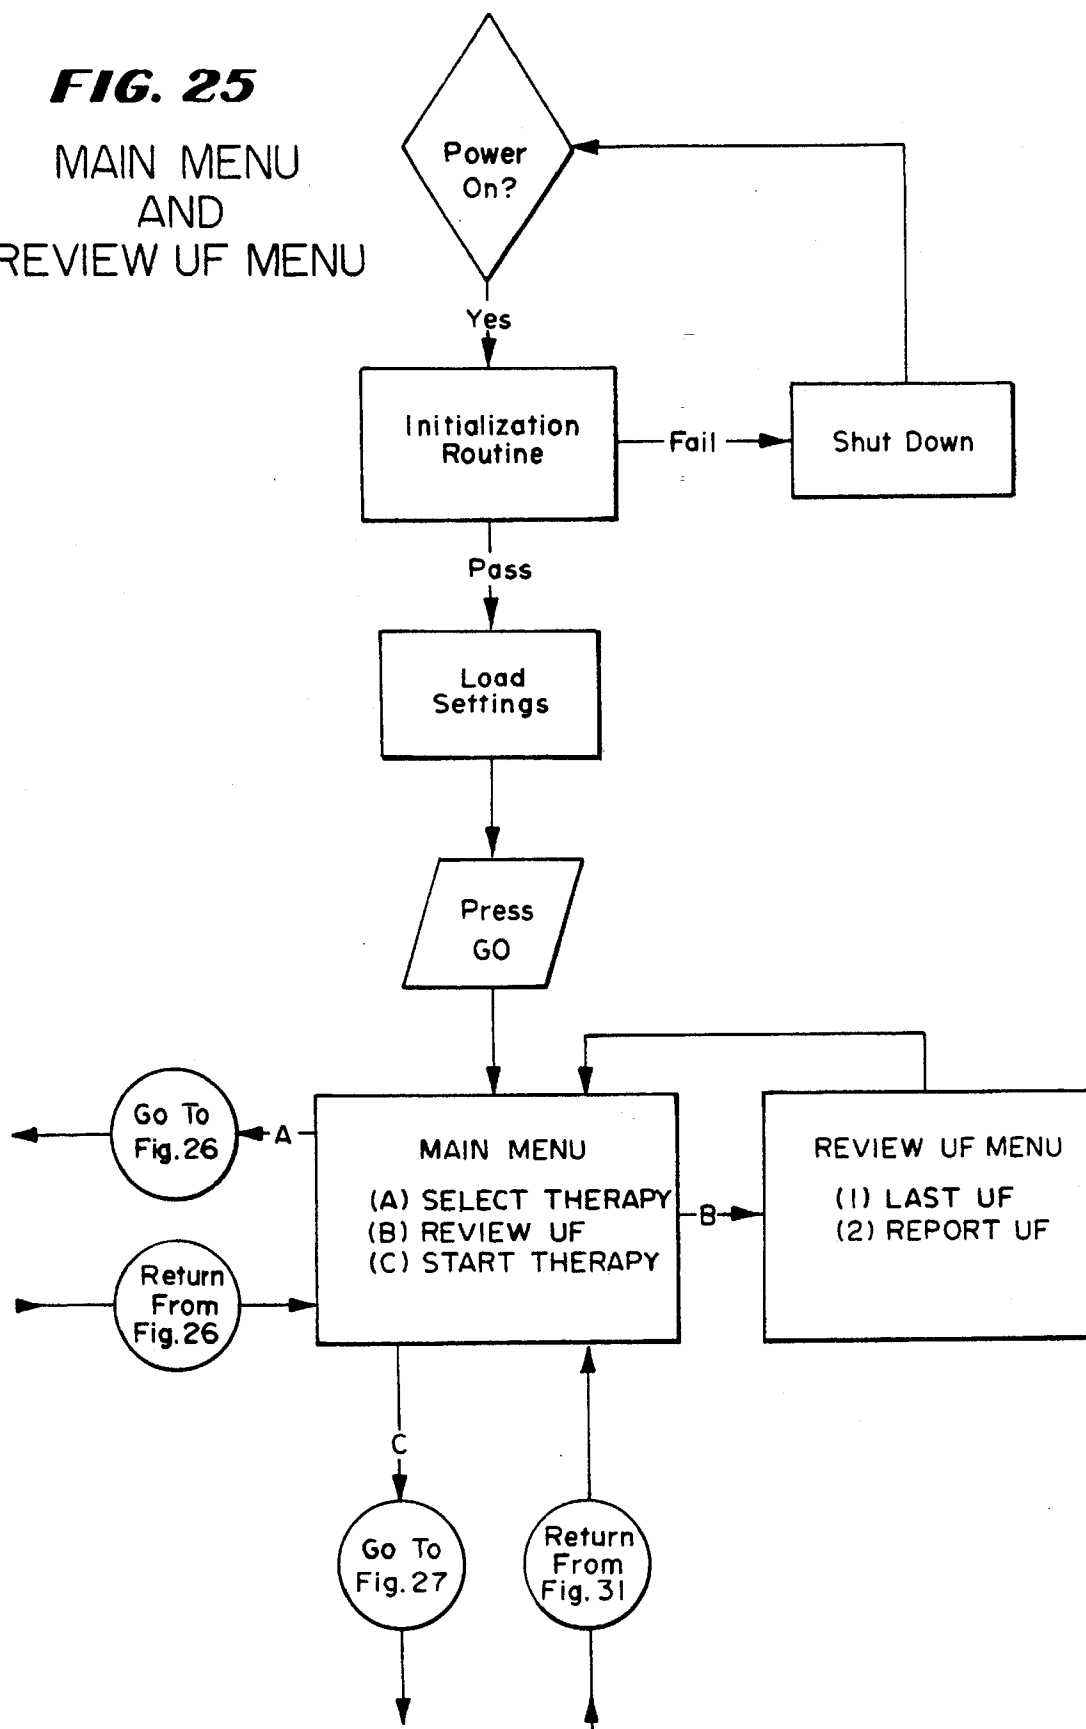 FIG. 25
MAIN MENU
AND
REVIEW UF MENU
Power
On?
Yes
Initialization
Routine
Fail
Shut Down
Pass
Load
Settings
Press
GO
Go To
Fig.26
A
MAIN MENU
(A) SELECT THERAPY
(B) REVIEW UF
(C) START THERAPY
B
REVIEW UF MENU
(1) LAST UF
(2) REPORT UF
Return
From
Fig.26
C
Go To
Fig.27
Return
From
Fig.31